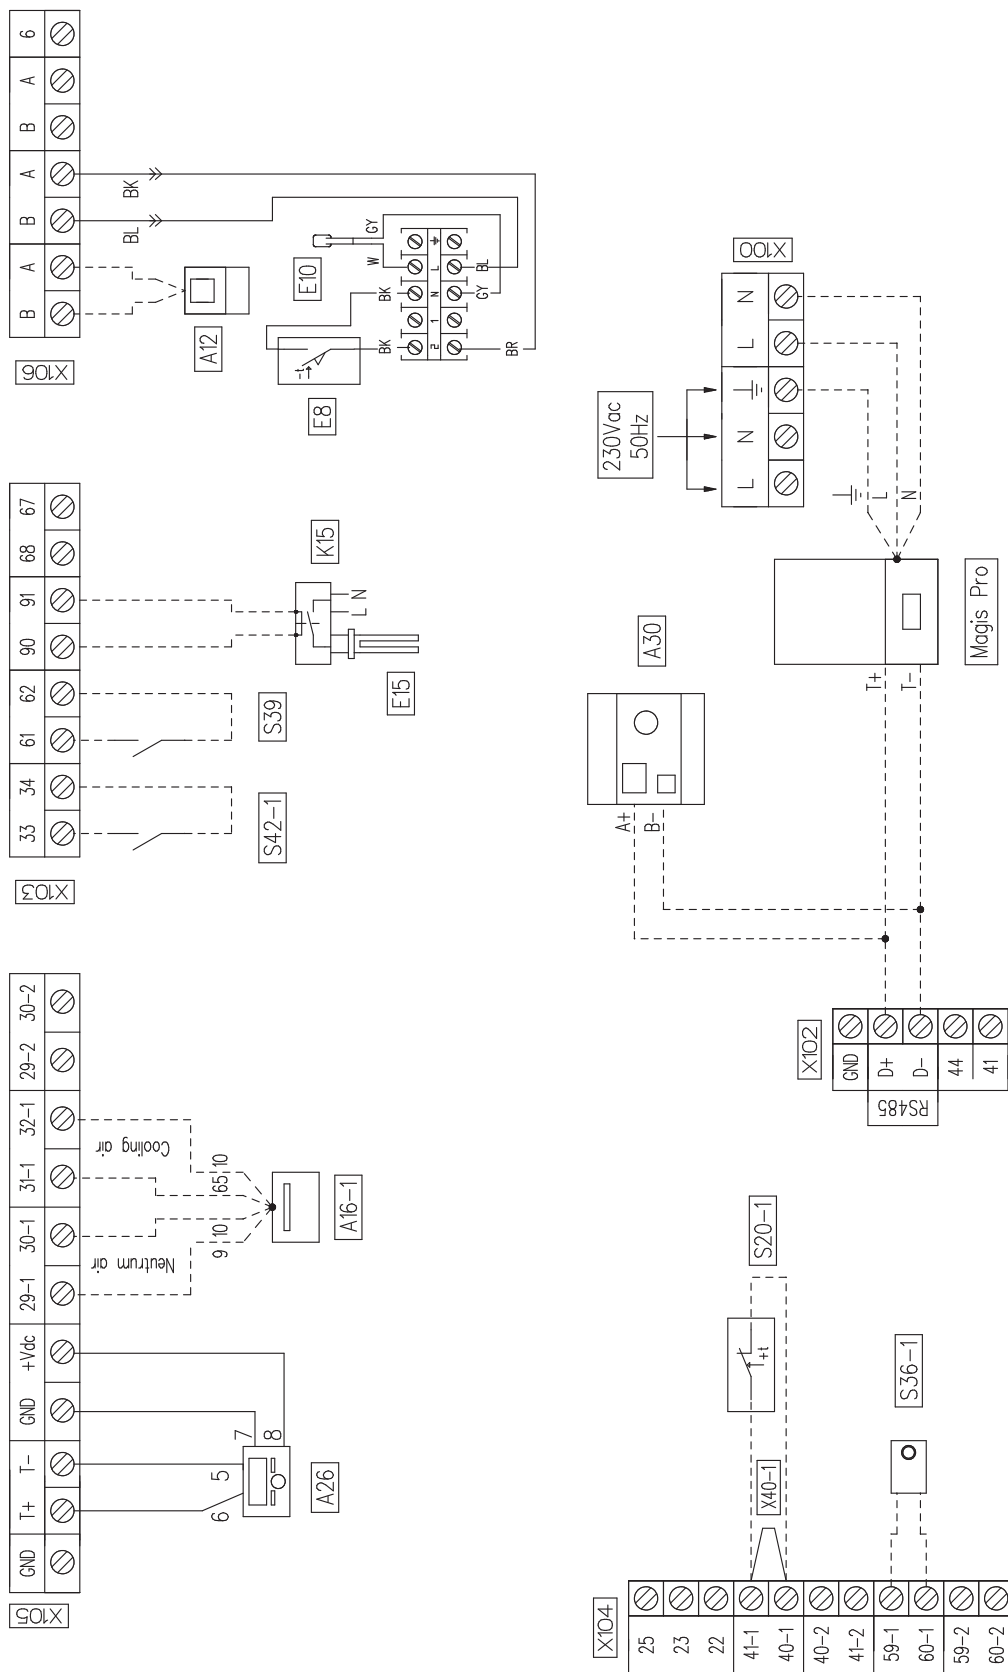 X106
B
A
B
A
B
A
6
BL
BK
A12
E10
GY
W
BK
BK
BL
GY
BR
2
1
N
L
E8
X103
33
34
61
62
90
91
68
67
S42-1
S39
K15
L
N
E15
X105
GND
T+
T-
GND
+Vdc
29-1
30-1
31-1
32-1
29-2
30-2
Neutrum air
Cooling air
6
5
7
8
A26
9
10
65
10
A16-1
230Vac
50Hz
X100
L
N
L
N
L
N
Magis Pro
T+
T-
A30
A+
B-
X102
GND
D+
D-
44
41
RS485
X104
25
23
22
41-1
40-1
40-2
41-2
59-1
60-1
59-2
60-2
X40-1
S20-1
+t
-t
S36-1